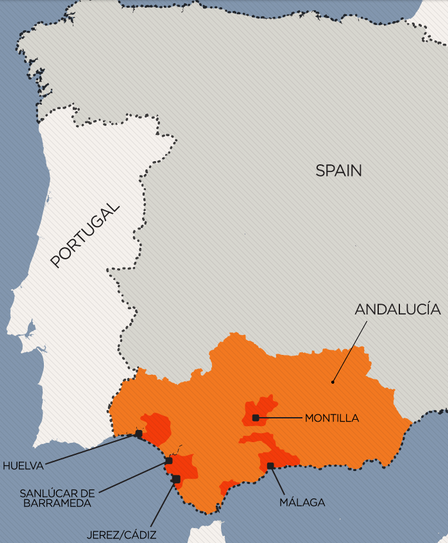 SPAIN
PORTUGAL
ANDALUCÍA
MONTILLA
HUELVA
SANLÚCAR DE
BARRAMEDA
MÁLAGA
JEREZ/CÁDIZ